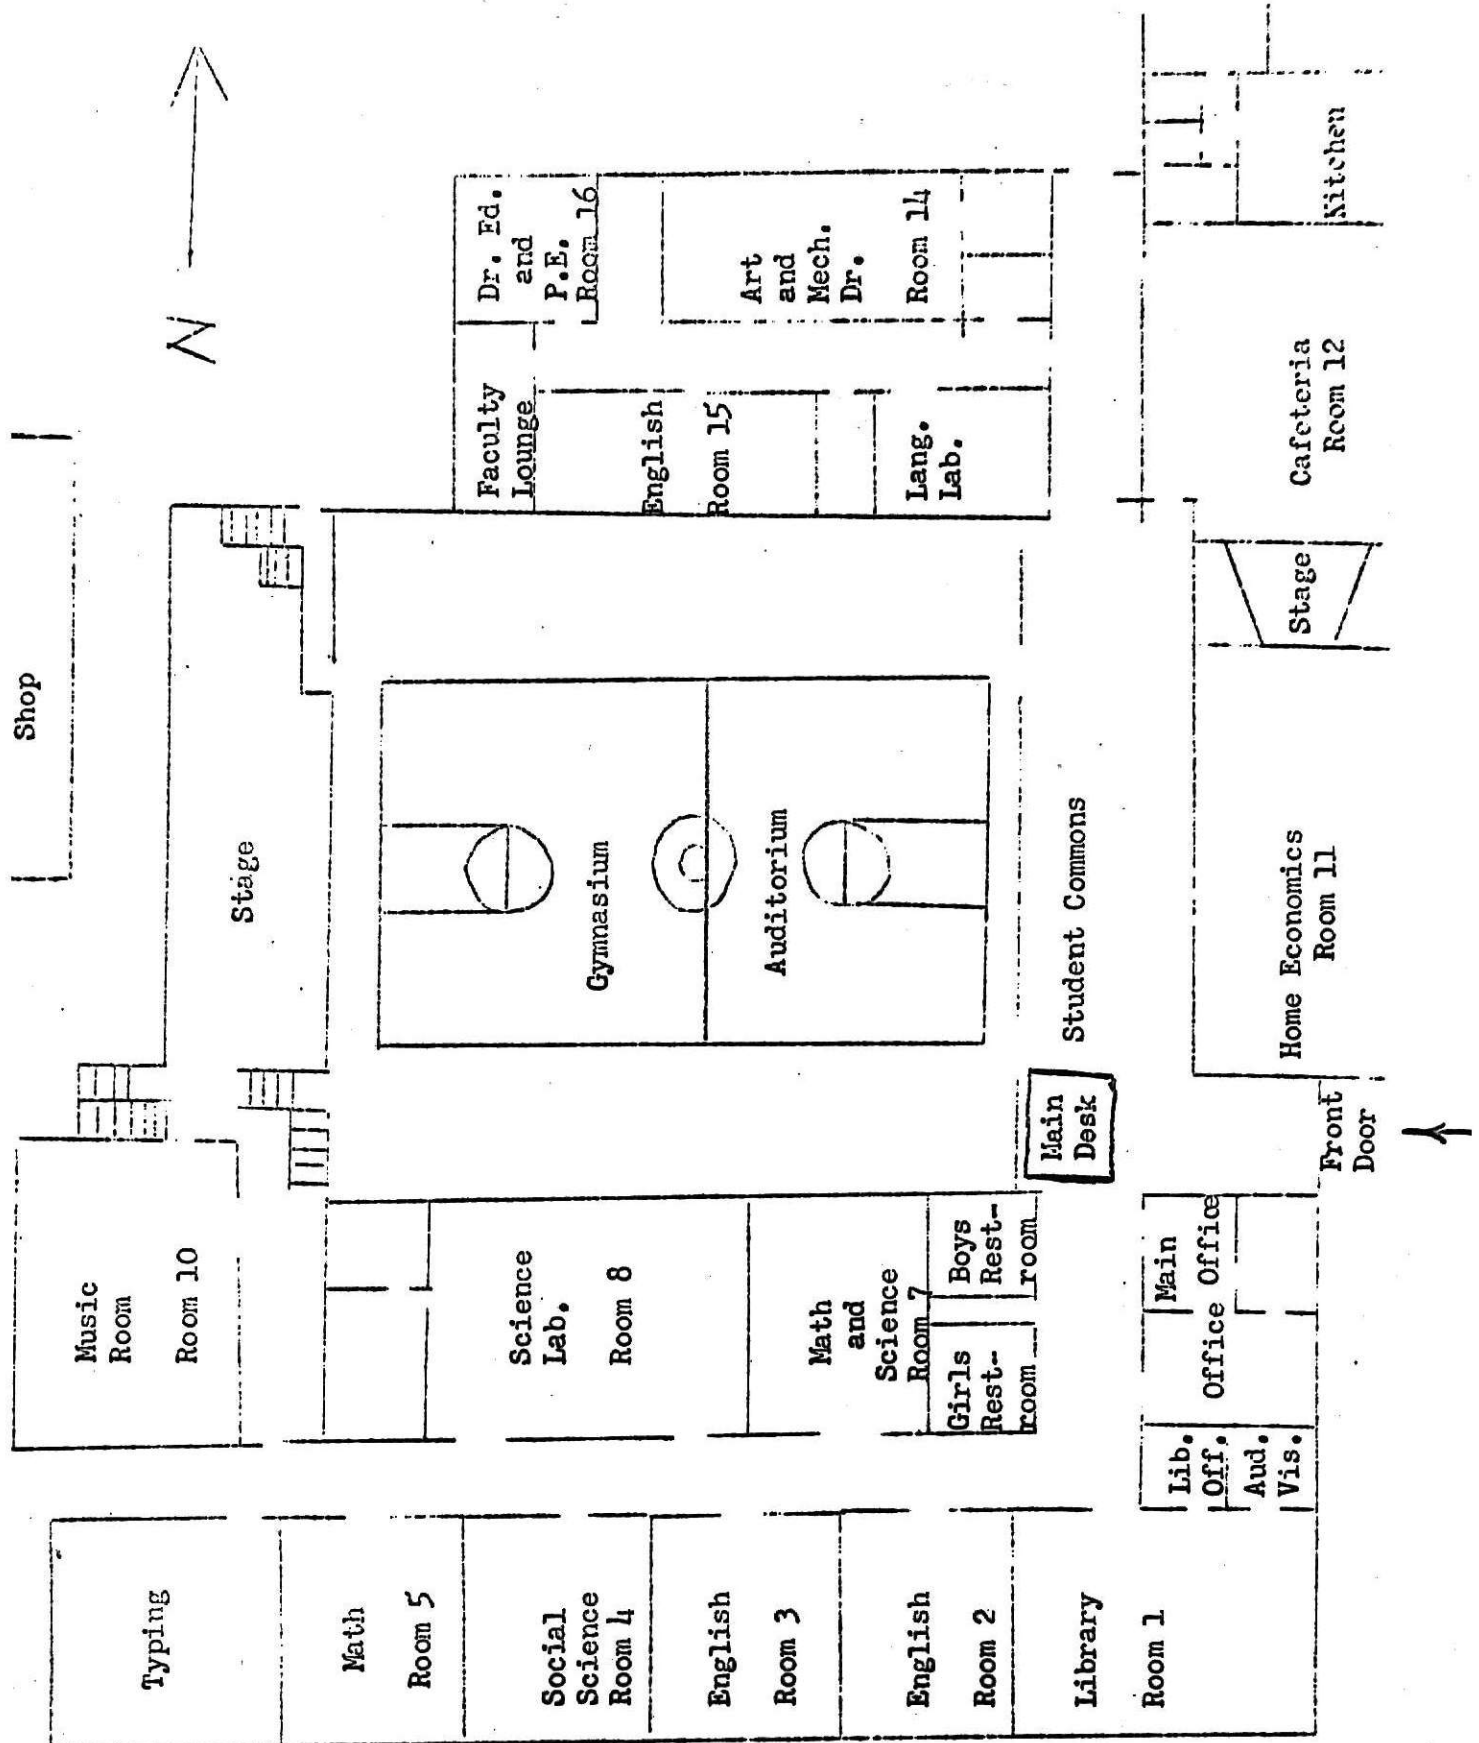 N
Shop
Stage
Music
Room
Room 10
Typing
Math
Room 5
Social
Science
Room 4
English
Room 3
English
Room 2
Library
Room 1
Science
Lab.
Room 8
Math
and
Science
Room 7
Boys
Rest-
room
Girls
Rest-
room
Main
Office
Office
Lib.
Off.
Aud.
Vis.
Gymnasium
Auditorium
Main
Desk
Student Commons
Front
Door
Home Economics
Room 11
Stage
Cafeteria
Room 12
Kitchen
Faculty
Lounge
English
Room 15
Lang.
Lab.
Dr. Ed.
and
P.E.
Room 16
Art
and
Mech.
Dr.
Room 14